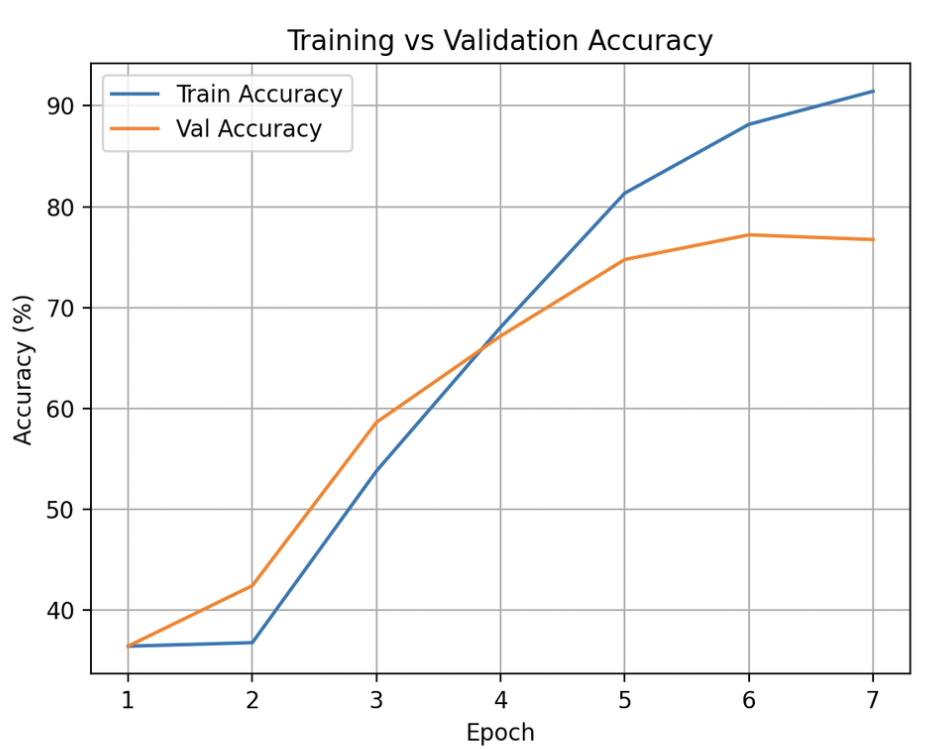 Training vs Validation Accuracy
Train Accuracy
Val Accuracy
Accuracy (%)
90
80
70
60
50
40
1 2 3 4 5 6 7
Epoch